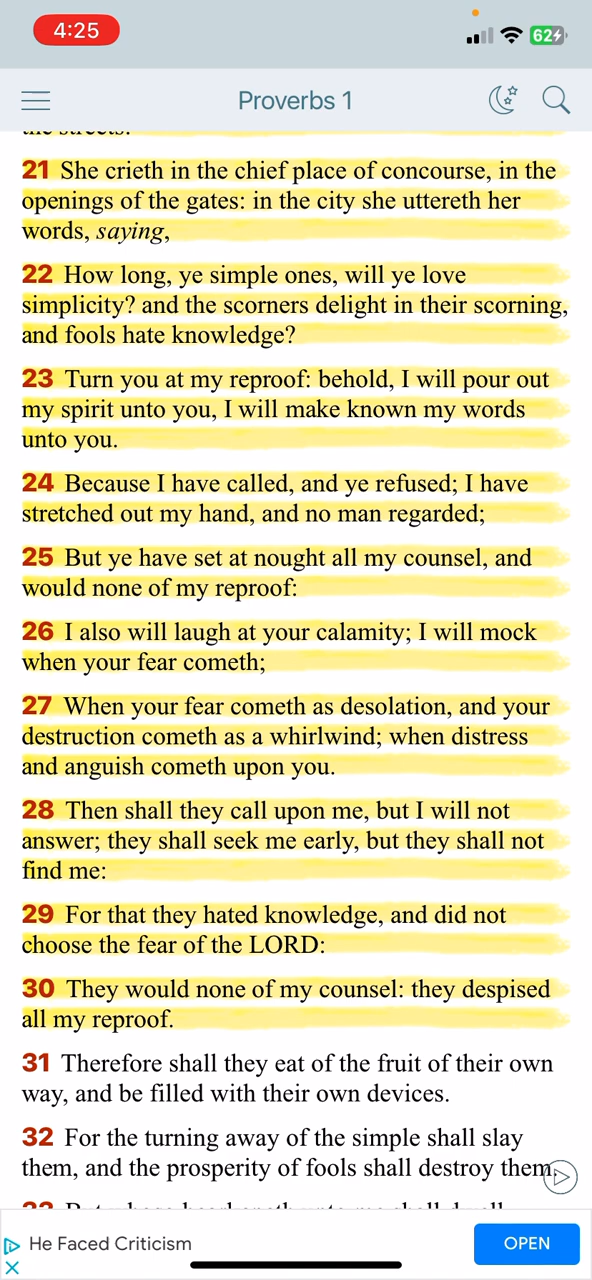 4:25
62
Proverbs 1
the streets.
21 She crieth in the chief place of concourse, in the
openings of the gates: in the city she uttereth her
words, saying,
22 How long, ye simple ones, will ye love
simplicity? and the scorners delight in their scorning,
and fools hate knowledge?
23 Turn you at my reproof: behold, I will pour out
my spirit unto you, I will make known my words
unto you.
24 Because I have called, and ye refused; I have
stretched out my hand, and no man regarded;
25 But ye have set at nought all my counsel, and
would none of my reproof:
26 I also will laugh at your calamity; I will mock
when your fear cometh;
27 When your fear cometh as desolation, and your
destruction cometh as a whirlwind; when distress
and anguish cometh upon you.
28 Then shall they call upon me, but I will not
answer; they shall seek me early, but they shall not
find me:
29 For that they hated knowledge, and did not
choose the fear of the LORD:
30 They would none of my counsel: they despised
all my reproof.
31 Therefore shall they eat of the fruit of their own
way, and be filled with their own devices.
32 For the turning away of the simple shall slay
them, and the prosperity of fools shall destroy them.
He Faced Criticism
OPEN